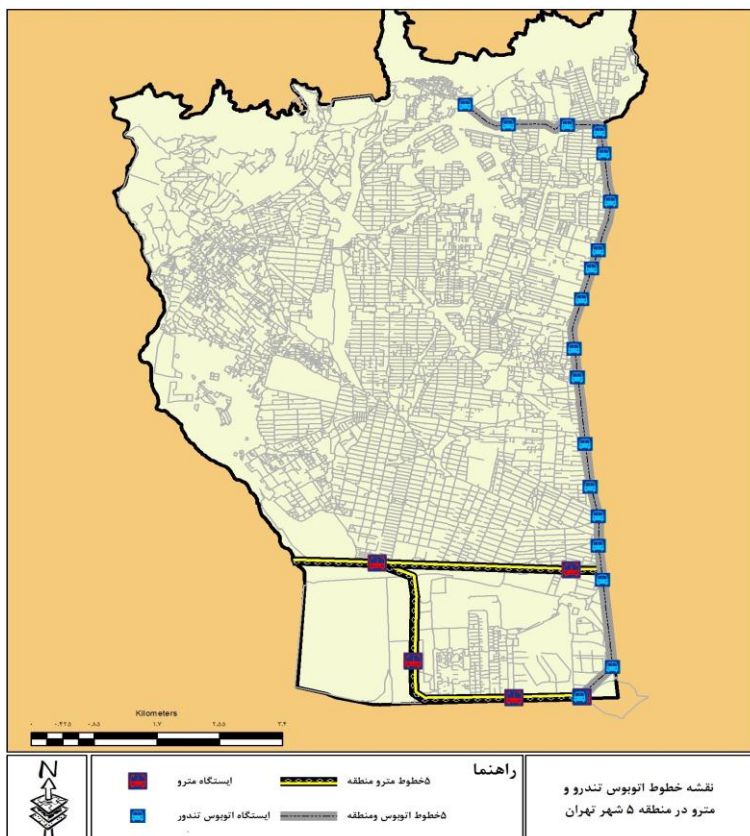 Kilometers
۰ ۰.۴۲۵ ۰.۸۵ ۱.۷ ۲.۵۵ ۳.۴
N
راهنما
۵خطوط مترو منطقه
ایستگاه مترو
۵خطوط اتوبوس ومنطقه
ایستگاه اتوبوس تندور
نقشه خطوط اتوبوس تندرو و
مترو در منطقه ۵ شهر تهران